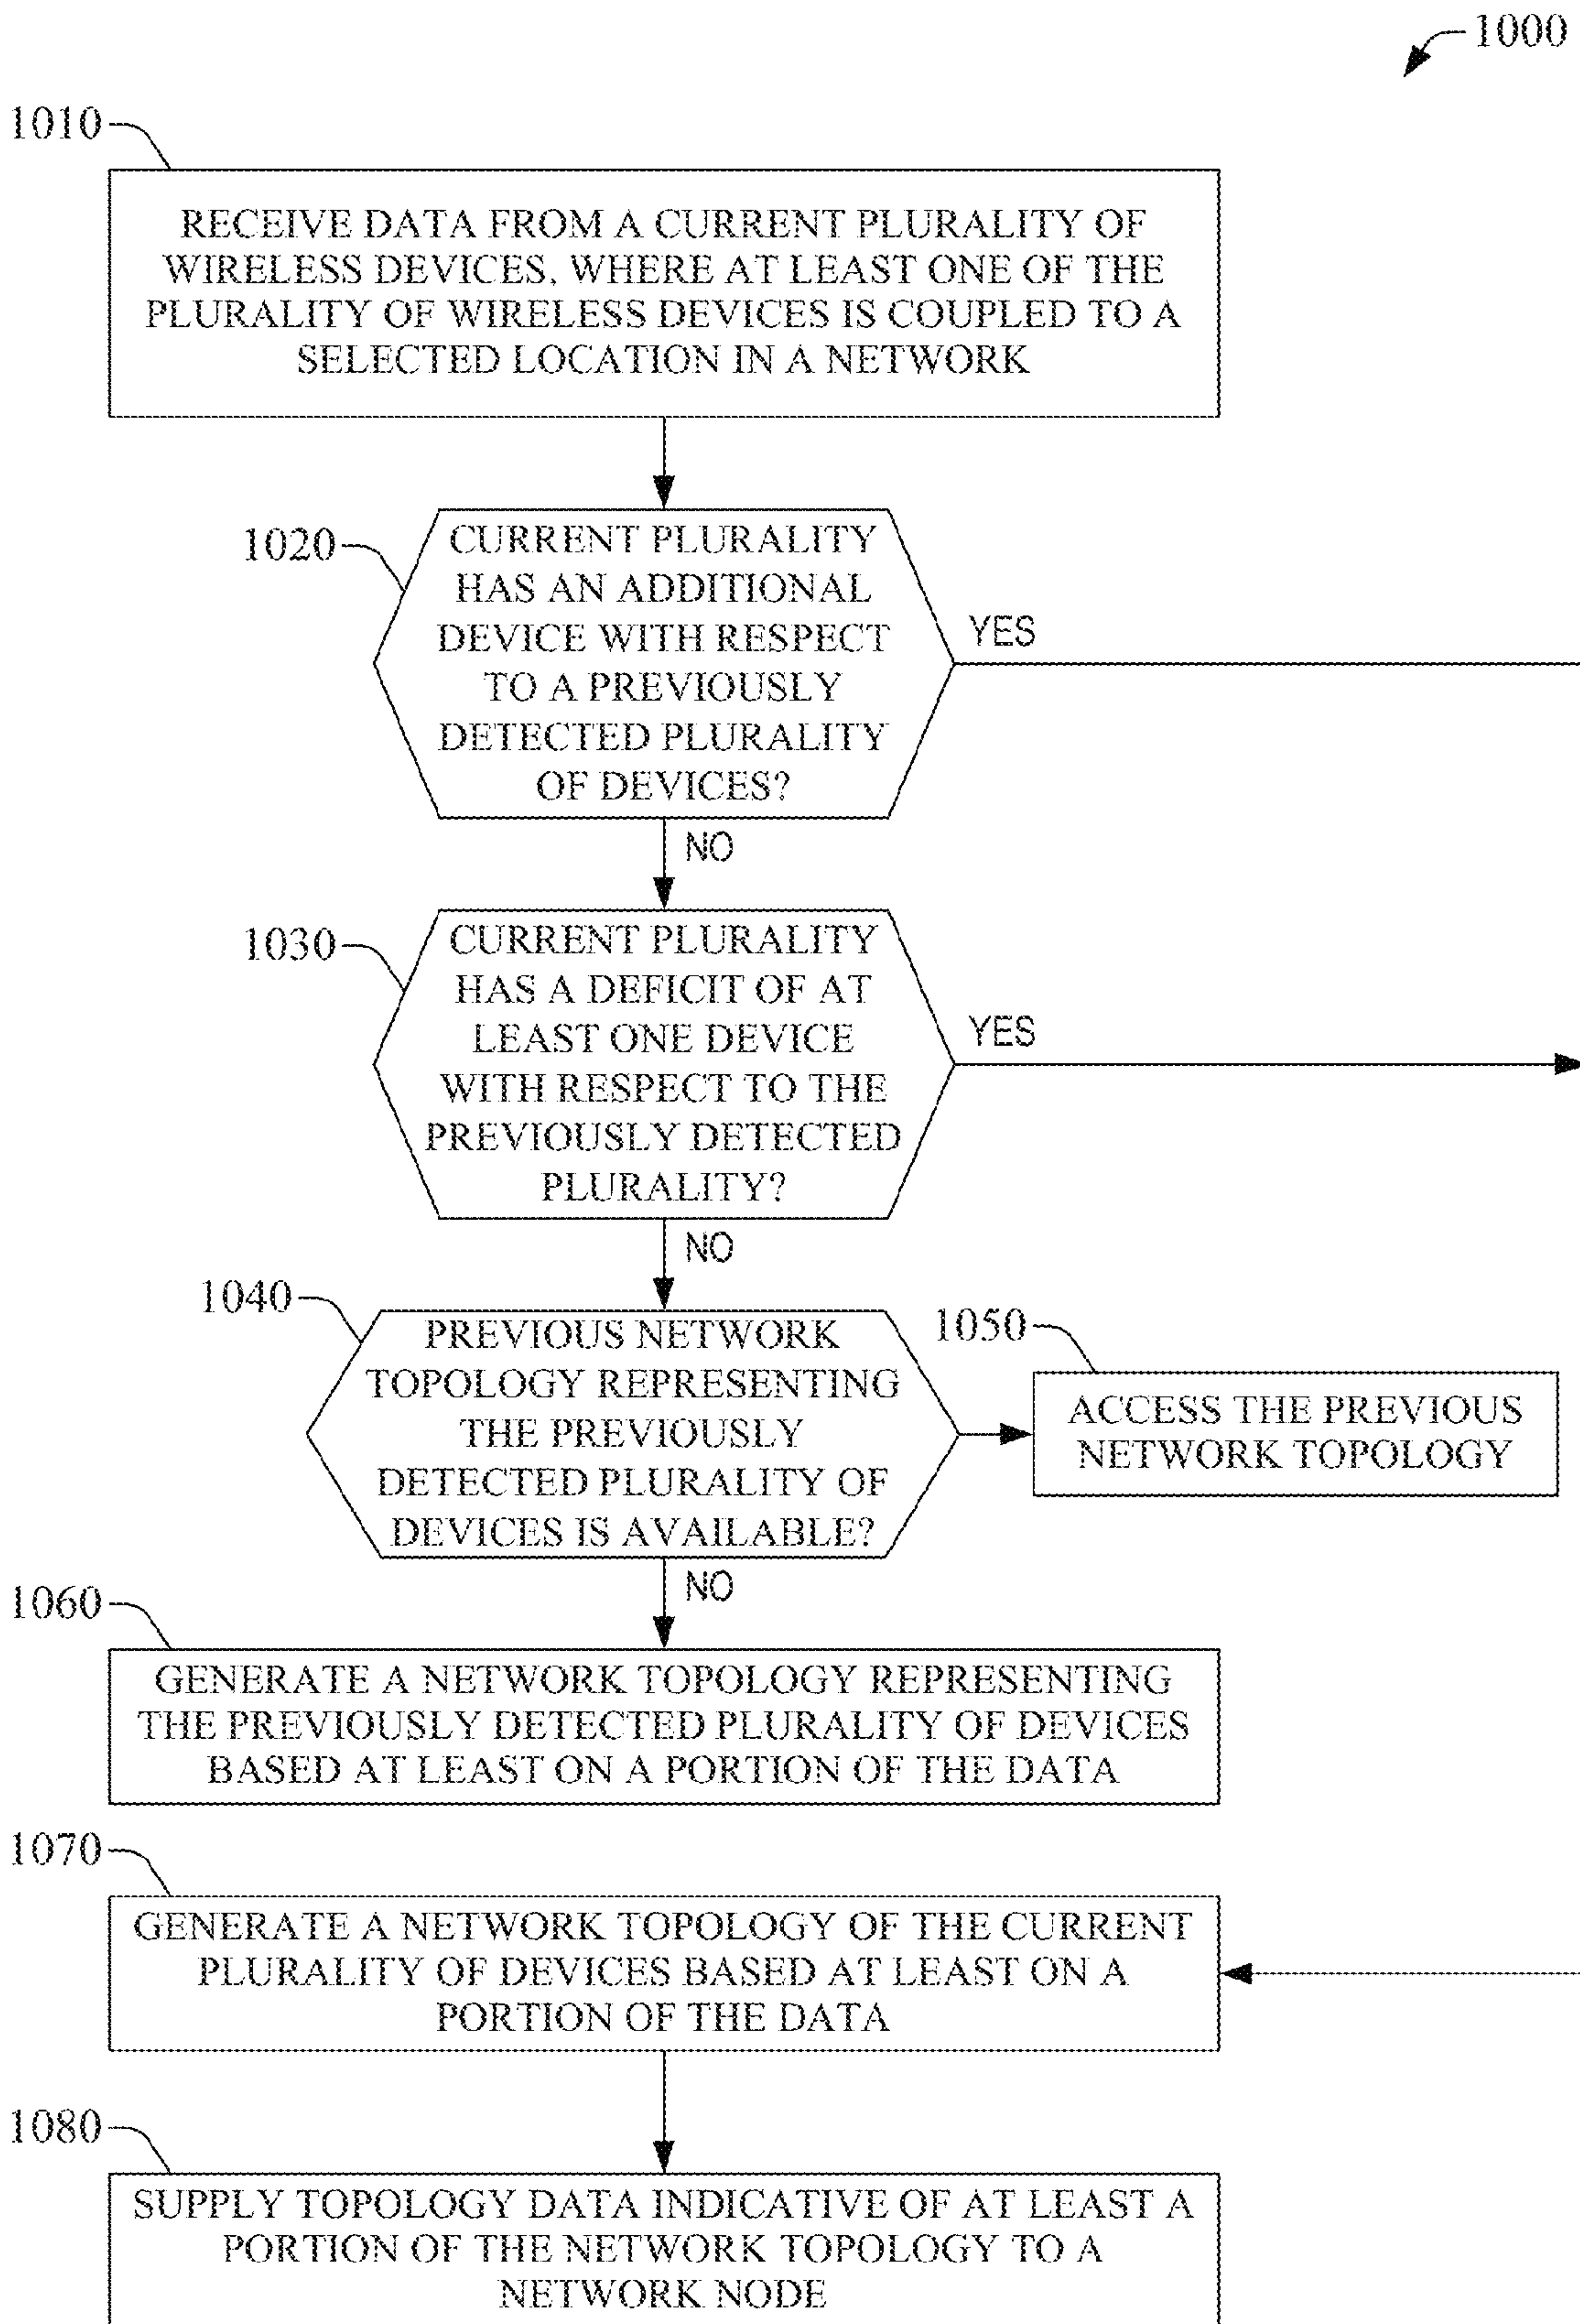 1000
1010
RECEIVE DATA FROM A CURRENT PLURALITY OF
WIRELESS DEVICES, WHERE AT LEAST ONE OF THE
PLURALITY OF WIRELESS DEVICES IS COUPLED TO A
SELECTED LOCATION IN A NETWORK
1020
CURRENT PLURALITY
HAS AN ADDITIONAL
DEVICE WITH RESPECT
TO A PREVIOUSLY
DETECTED PLURALITY
OF DEVICES?
YES
NO
1030
CURRENT PLURALITY
HAS A DEFICIT OF AT
LEAST ONE DEVICE
WITH RESPECT TO THE
PREVIOUSLY DETECTED
PLURALITY?
YES
NO
1040
PREVIOUS NETWORK
TOPOLOGY REPRESENTING
THE PREVIOUSLY
DETECTED PLURALITY OF
DEVICES IS AVAILABLE?
1050
ACCESS THE PREVIOUS
NETWORK TOPOLOGY
NO
1060
GENERATE A NETWORK TOPOLOGY REPRESENTING
THE PREVIOUSLY DETECTED PLURALITY OF DEVICES
BASED AT LEAST ON A PORTION OF THE DATA
1070
GENERATE A NETWORK TOPOLOGY OF THE CURRENT
PLURALITY OF DEVICES BASED AT LEAST ON A
PORTION OF THE DATA
1080
SUPPLY TOPOLOGY DATA INDICATIVE OF AT LEAST A
PORTION OF THE NETWORK TOPOLOGY TO A
NETWORK NODE